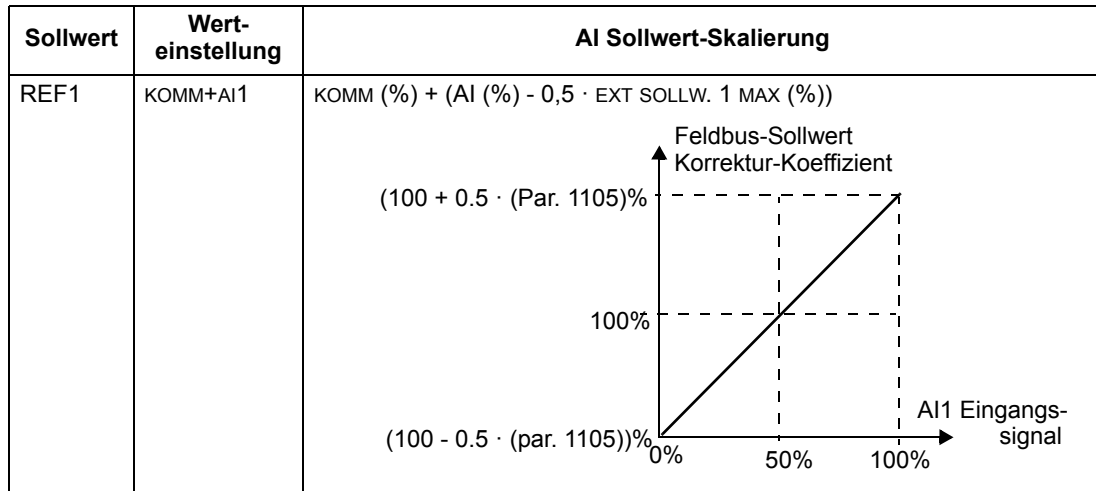 Sollwert
Wert-
einstellung
AI Sollwert-Skalierung
REF1
KOMM+AI1
KOMM (%) + (AI (%) - 0,5 · EXT SOLLW. 1 MAX (%))
Feldbus-Sollwert
Korrektur-Koeffizient
(100 + 0.5 · (Par. 1105)%
100%
(100 - 0.5 · (par. 1105))%
0%
50%
100%
AI1 Eingangs-
signal